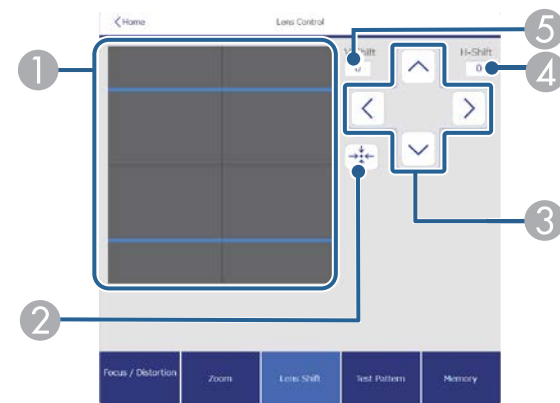 Home
Lens Control
5
V-Shift
H-Shift
1
0
0
4
3
2
Focus / Distortion
Zoom
Lens Shift
Test Pattern
Memory